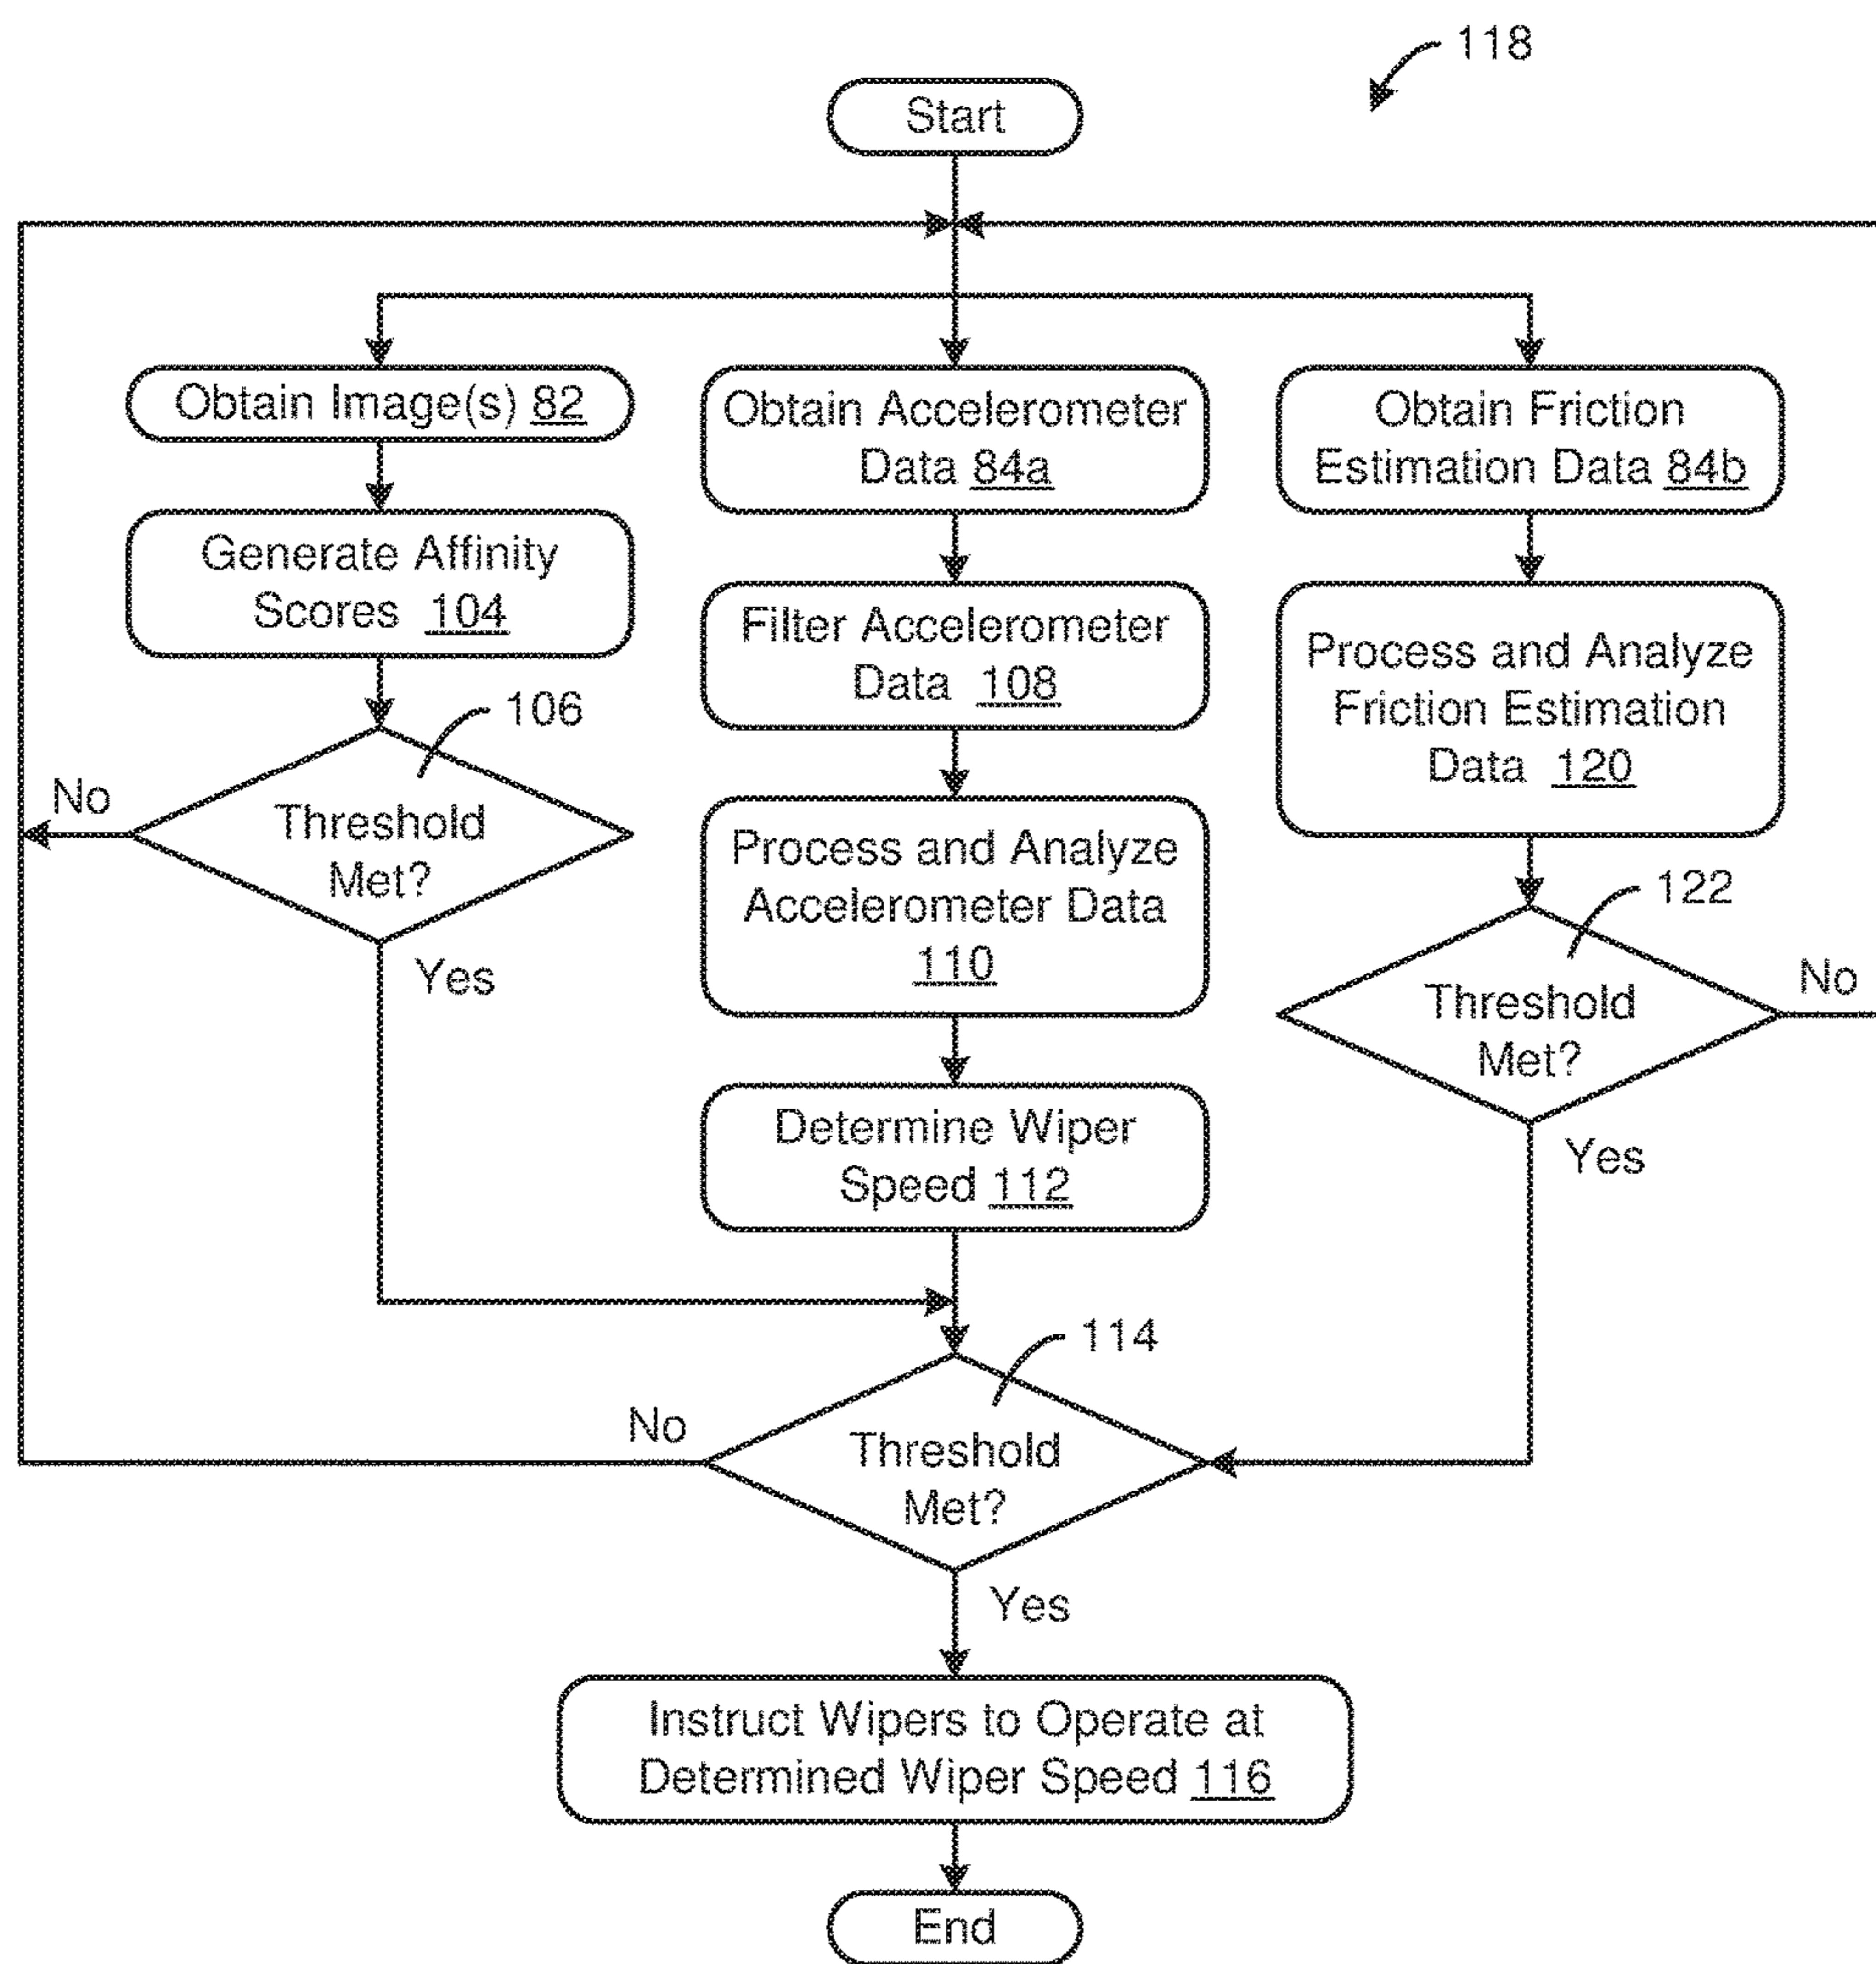 118
Start
Obtain Image(s) 82
Obtain Accelerometer
Data 84a
Obtain Friction
Estimation Data 84b
Generate Affinity
Scores 104
Filter Accelerometer
Data 108
Process and Analyze
Friction Estimation
Data 120
106
No
Threshold
Met?
Yes
Process and Analyze
Accelerometer Data
110
122
No
Threshold
Met?
Yes
Determine Wiper
Speed 112
114
No
Threshold
Met?
Yes
Instruct Wipers to Operate at
Determined Wiper Speed 116
End